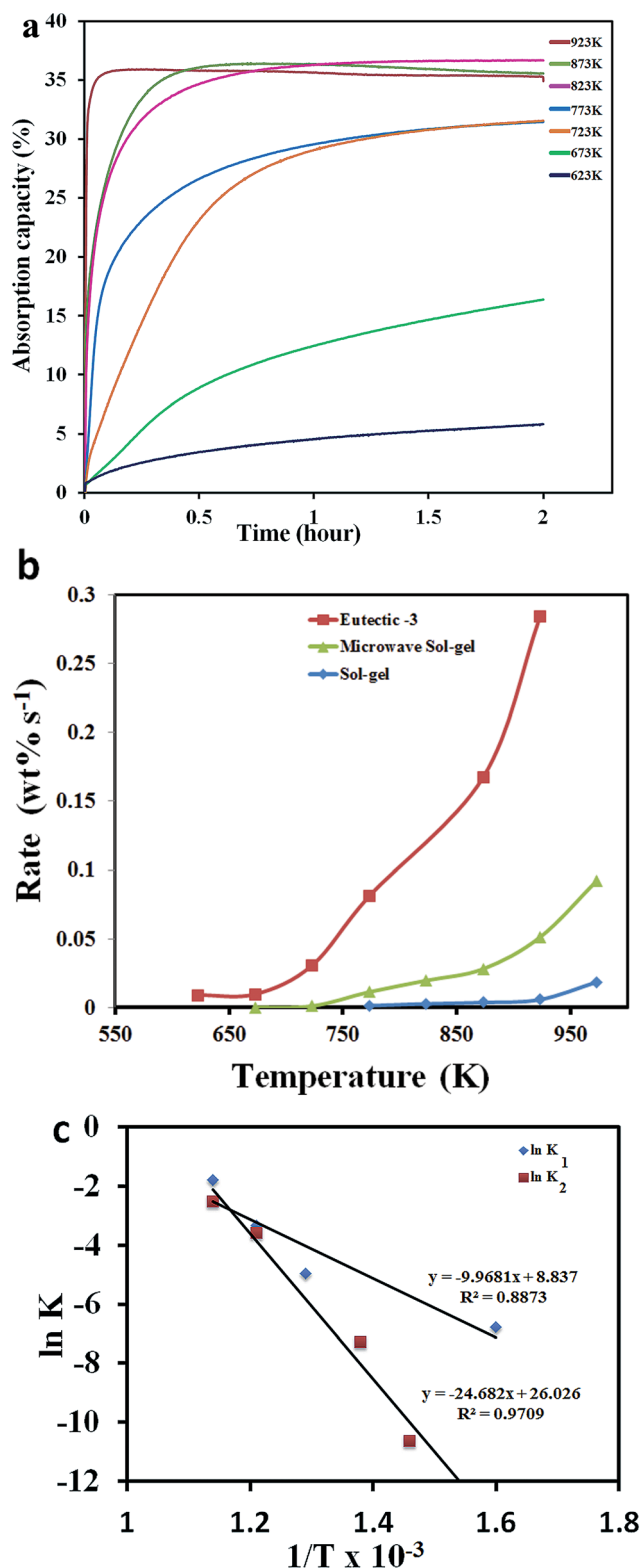 a
40
35
30
25
20
15
10
5
0
Absorption capacity (%)
923K
873K
823K
773K
723K
673K
623K
0
0.5
1
1.5
2
Time (hour)
b
0.3
0.25
0.2
0.15
0.1
0.05
0
Rate (wt% s⁻¹)
Eutectic -3
Microwave Sol-gel
Sol-gel
550
650
750
850
950
Temperature (K)
c
-0
-2
-4
-6
-8
-10
-12
ln K
ln K₁
ln K₂
y = -9.9681x + 8.837
R² = 0.8873
y = -24.682x + 26.026
R² = 0.9709
1
1.2
1.4
1.6
1.8
1/T x 10⁻³